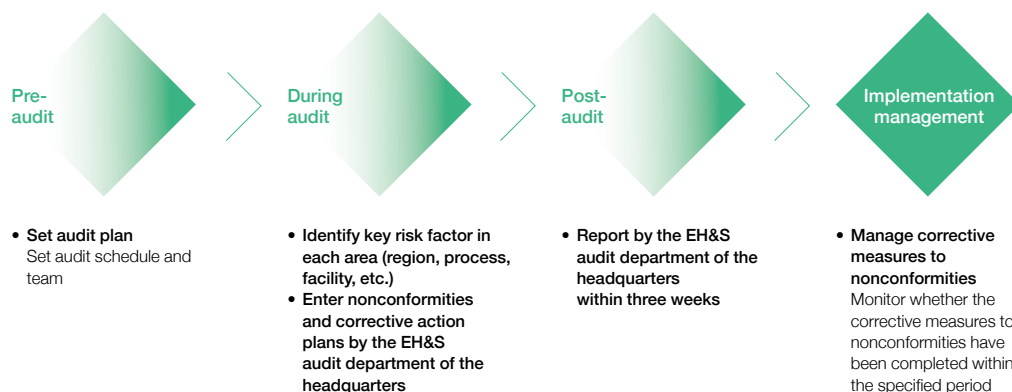 Pre-
audit
During
audit
Post-
audit
Implementation
management
• Set audit plan
Set audit schedule and
team
• Identify key risk factor in
each area (region, process,
facility, etc.)
• Enter nonconformities
and corrective action
plans by the EH&S
audit department of the
headquarters
• Report by the EH&S
audit department of the
headquarters
within three weeks
• Manage corrective
measures to
nonconformities
Monitor whether the
corrective measures to
nonconformities have
been completed within
the specified period